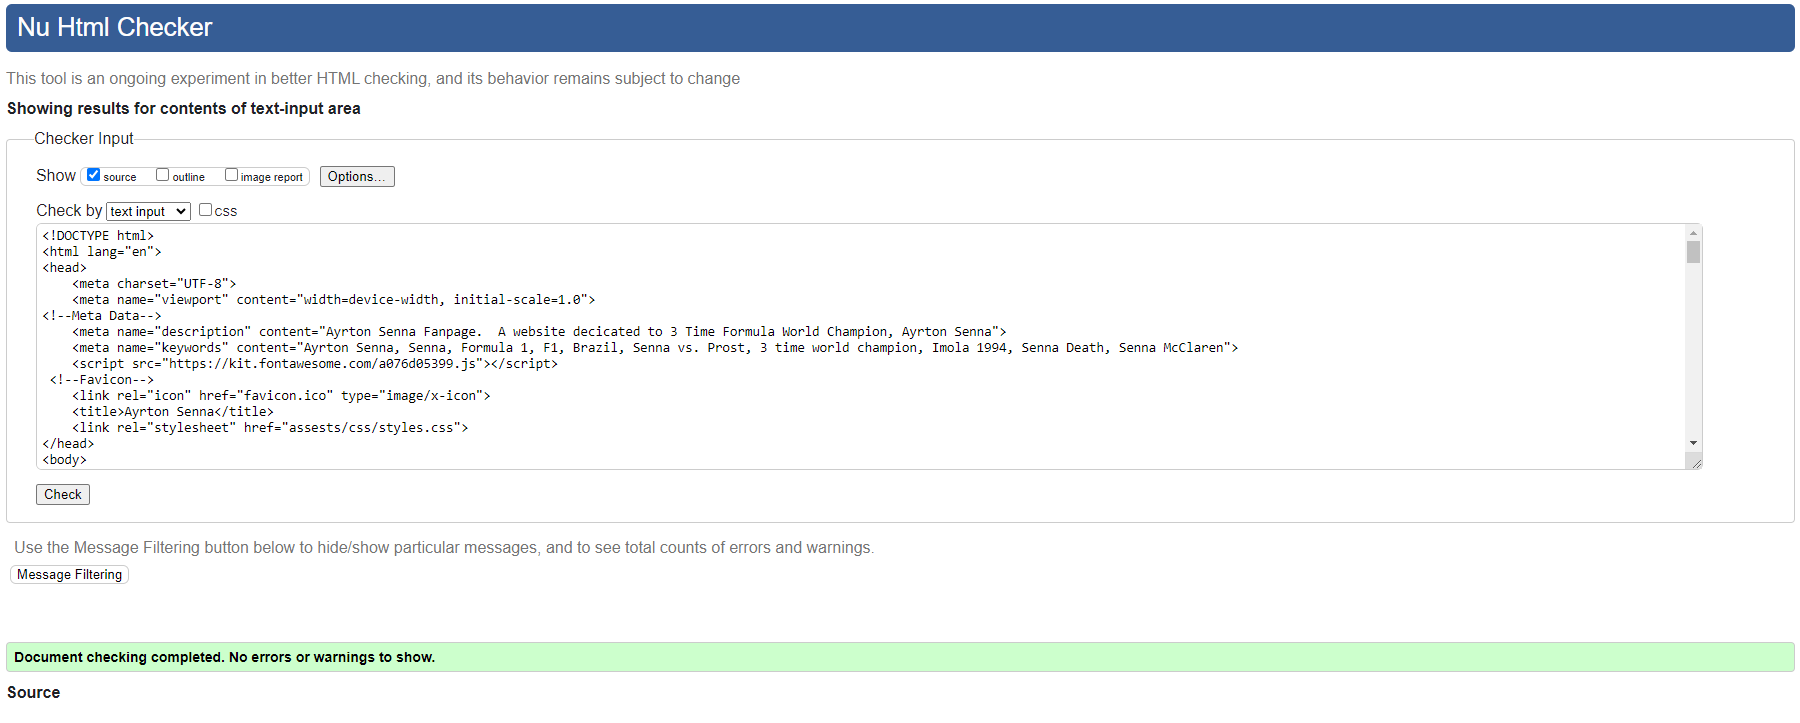 Nu Html Checker
This tool is an ongoing experiment in better HTML checking, and its behavior remains subject to change
Showing results for contents of text-input area
Checker Input
Show source outline image report Options...
Check by text input css
<!DOCTYPE html>
<html lang="en">
<head>
    <meta charset="UTF-8">
    <meta name="viewport" content="width=device-width, initial-scale=1.0">
<!--Meta Data-->
    <meta name="description" content="Ayrton Senna Fanpage.  A website decicated to 3 Time Formula World Champion, Ayrton Senna">
    <meta name="keywords" content="Ayrton Senna, Senna, Formula 1, F1, Brazil, Senna vs. Prost, 3 time world champion, Imola 1994, Senna Death, Senna McClaren">
    <script src="https://kit.fontawesome.com/a076d05399.js"></script>
 <!--Favicon-->
    <link rel="icon" href="favicon.ico" type="image/x-icon">
    <title>Ayrton Senna</title>
    <link rel="stylesheet" href="assests/css/styles.css">
</head>
<body>
Check
Use the Message Filtering button below to hide/show particular messages, and to see total counts of errors and warnings.
Message Filtering
Document checking completed. No errors or warnings to show.
Source